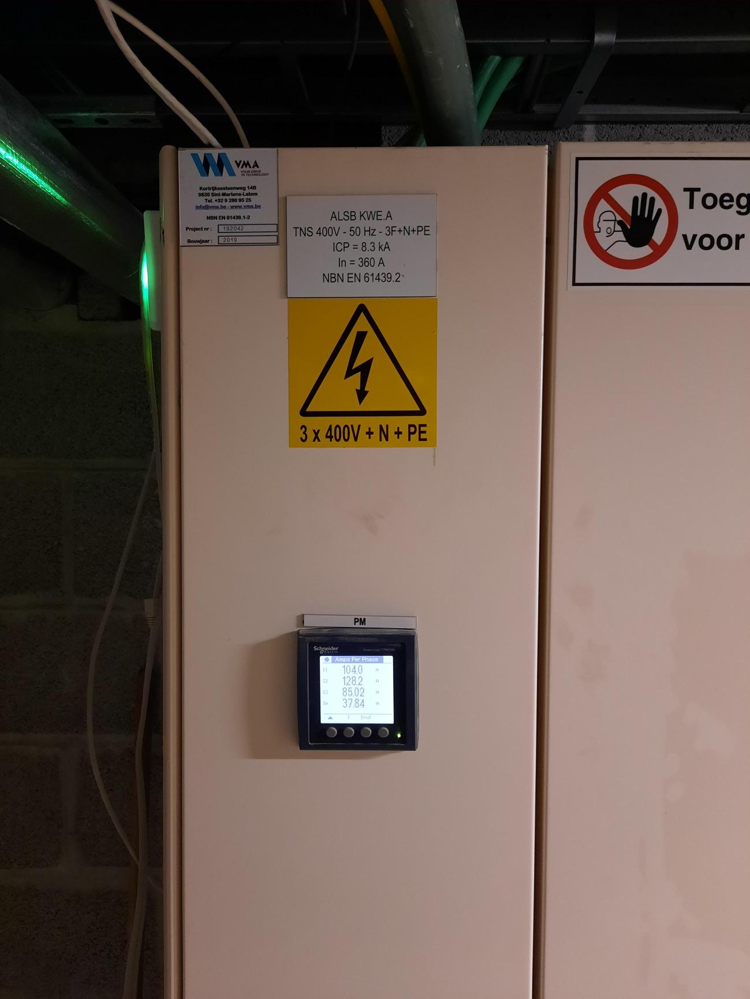 VMA
YOUR DRIVE
IN TECHNOLOGY
Kortrijksesteenweg 14B
9830 Sint-Martens-Latem
Tel. +32 9 280 95 25
info@vma.be - www.vma.be
NBN EN 61439.1-2
Project nr : 192042
Bouwjaar : 2019
ALSB KWE.A
TNS 400V - 50 Hz - 3F+N+PE
ICP = 8.3 kA
In = 360 A
NBN EN 61439.2
3 x 400V + N + PE
Toeg
voor
PM
Schneider
Electric
PowerLogic™
Amps Per Phase
I1 104.0 A
I2 128.2 A
I3 85.02 A
In 37.84 A
I Dmd